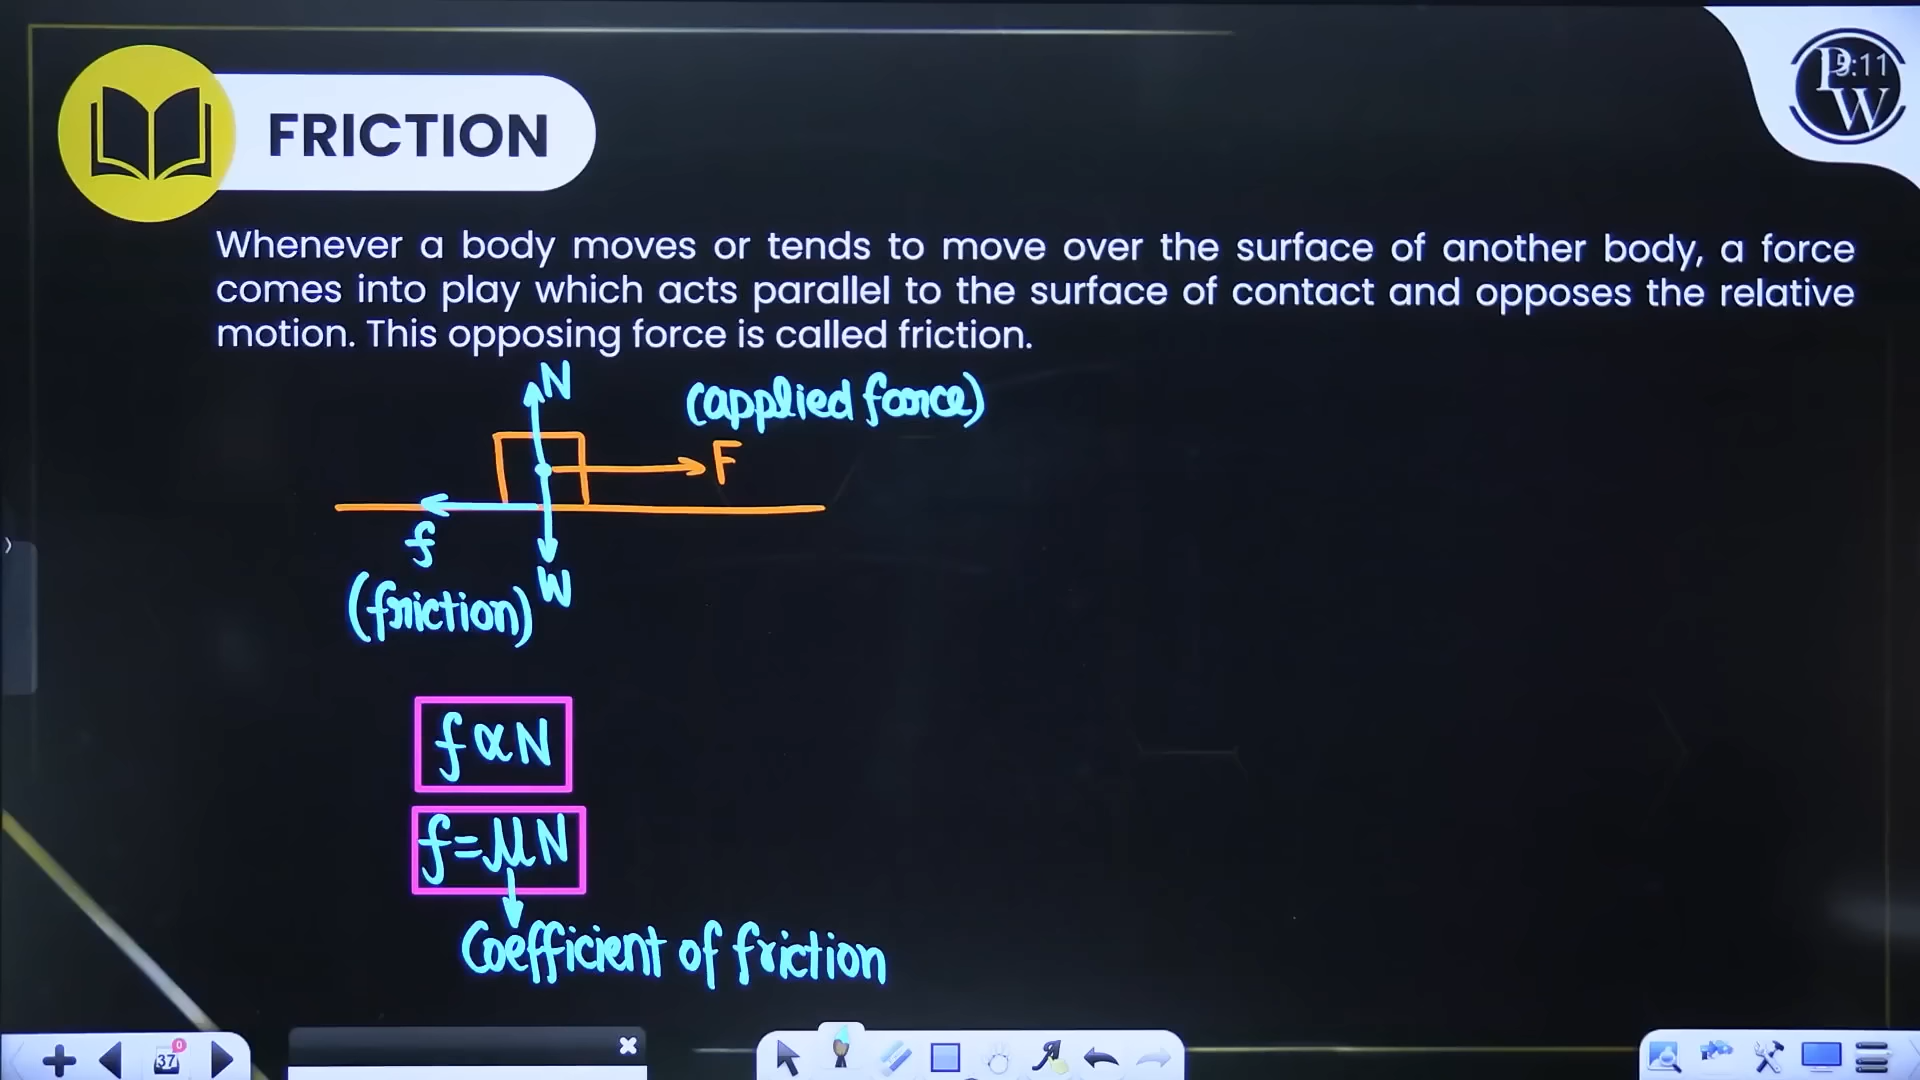 FRICTION
PW
5:11
Whenever a body moves or tends to move over the surface of another body, a force
comes into play which acts parallel to the surface of contact and opposes the relative
motion. This opposing force is called friction.
N
(applied force)
F
f
W
(friction)
f ∝ N
f = μN
Coefficient of friction
37
0